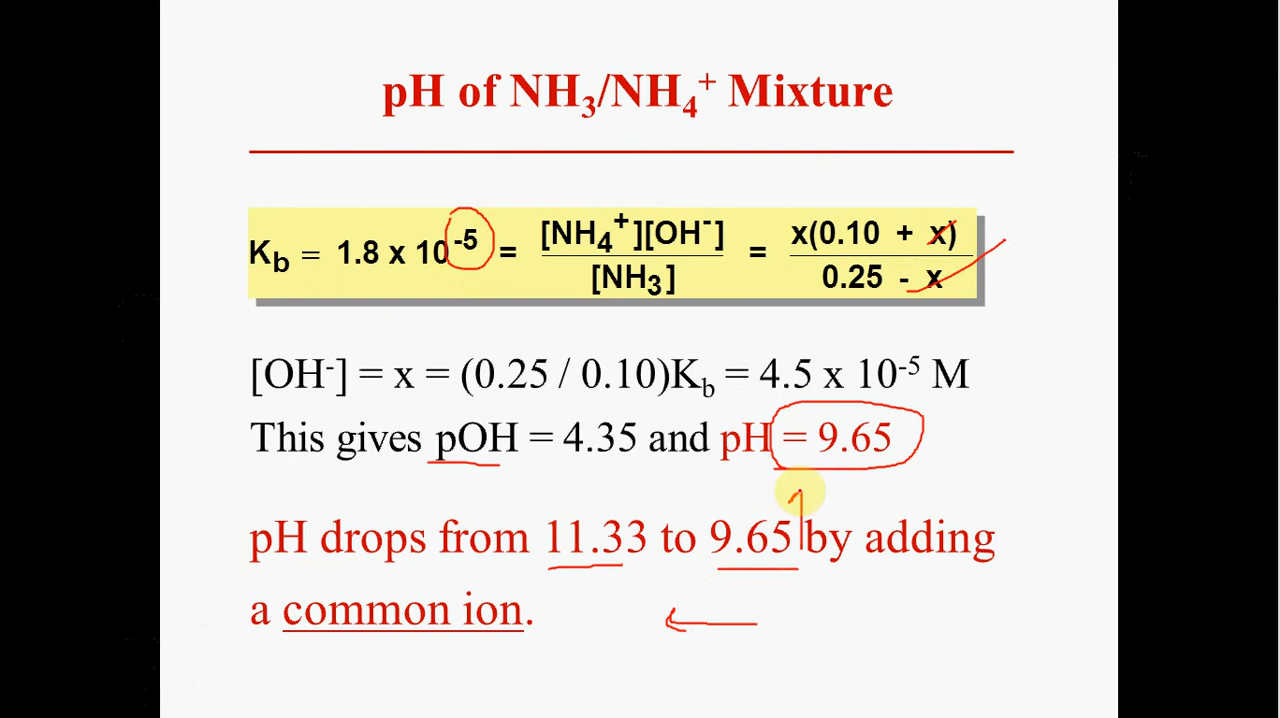 pH of NH₃/NH₄⁺ Mixture
K_b = 1.8 x 10⁻⁵ = [NH₄⁺][OH⁻] / [NH₃] = x(0.10 + x) / 0.25 - x
[OH⁻] = x = (0.25 / 0.10)K_b = 4.5 x 10⁻⁵ M
This gives pOH = 4.35 and pH = 9.65
pH drops from 11.33 to 9.65 by adding
a common ion.